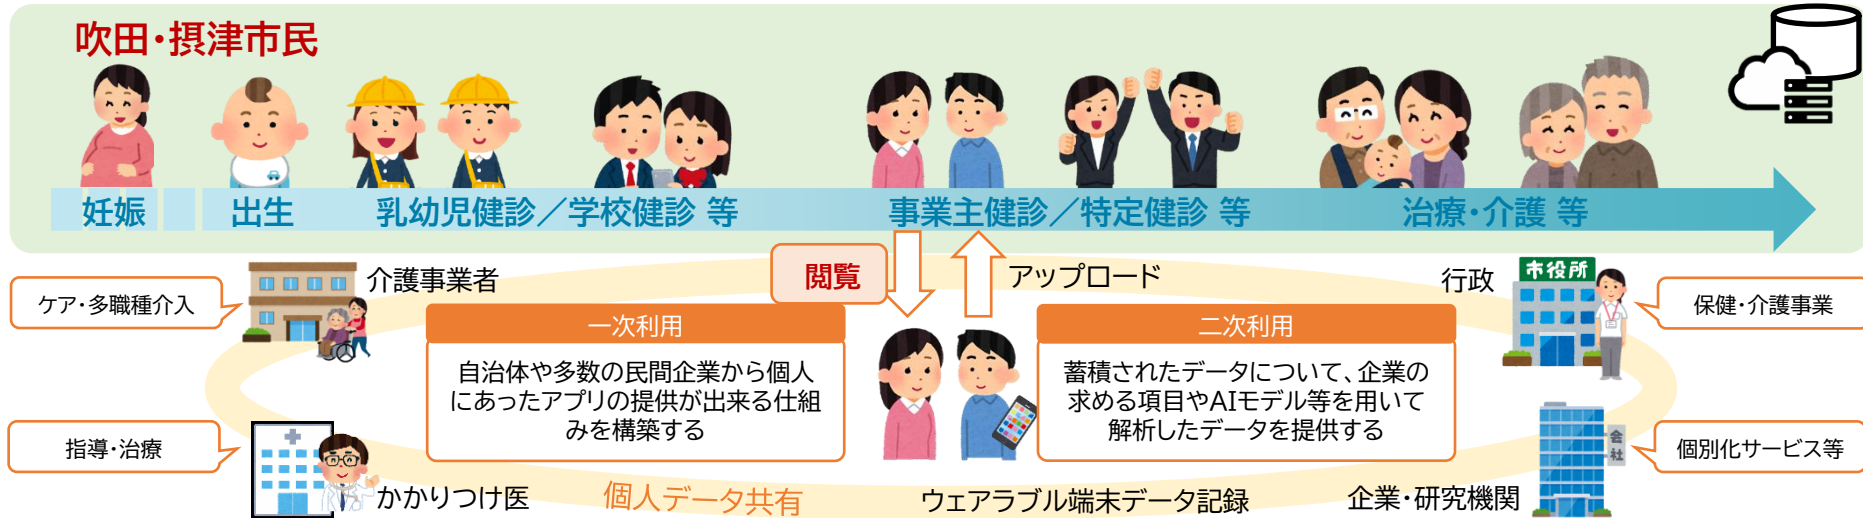 吹田・摂津市民
妊娠
出生
乳幼児健診／学校健診 等
事業主健診／特定健診 等
治療・介護 等
閲覧
アップロード
介護事業者
ケア・多職種介入
行政
市役所
保健・介護事業
一次利用
自治体や多数の民間企業から個人
にあったアプリの提供が出来る仕組
みを構築する
二次利用
蓄積されたデータについて、企業の
求める項目やAIモデル等を用いて
解析したデータを提供する
指導・治療
かかりつけ医
個人データ共有
ウェアラブル端末データ記録
企業・研究機関
会社
個別化サービス等